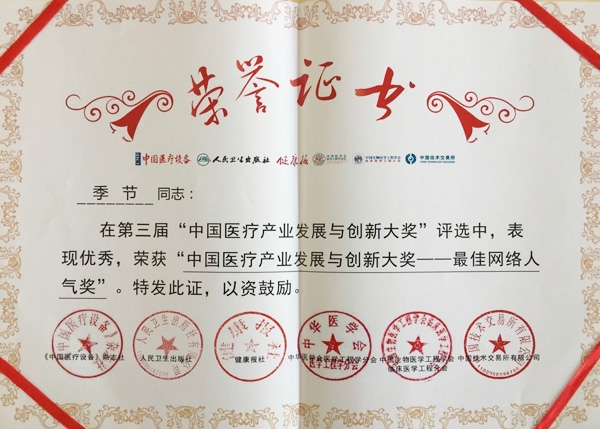 荣誉证书
中国医疗设备 人民卫生出版社 健康报 中国技术交易所
季节 同志：
在第三届“中国医疗产业发展与创新大奖”评选中，表
现优秀，荣获“中国医疗产业发展与创新大奖——最佳网络人
气奖”。特发此证，以资鼓励。
《中国医疗设备》杂志社 人民卫生出版社 健康报社 中华医学会医学工程学分会 中国生物医学工程学会 中国技术交易所有限公司
临床医学工程分会